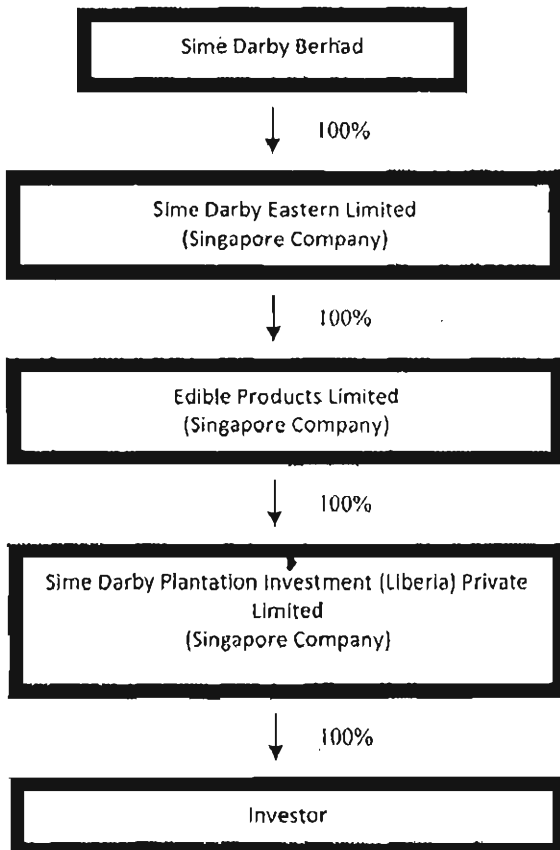 Sime Darby Berhad
100%
Sime Darby Eastern Limited
(Singapore Company)
100%
Edible Products Limited
(Singapore Company)
100%
Sime Darby Plantation Investment (Liberia) Private
Limited
(Singapore Company)
100%
Investor